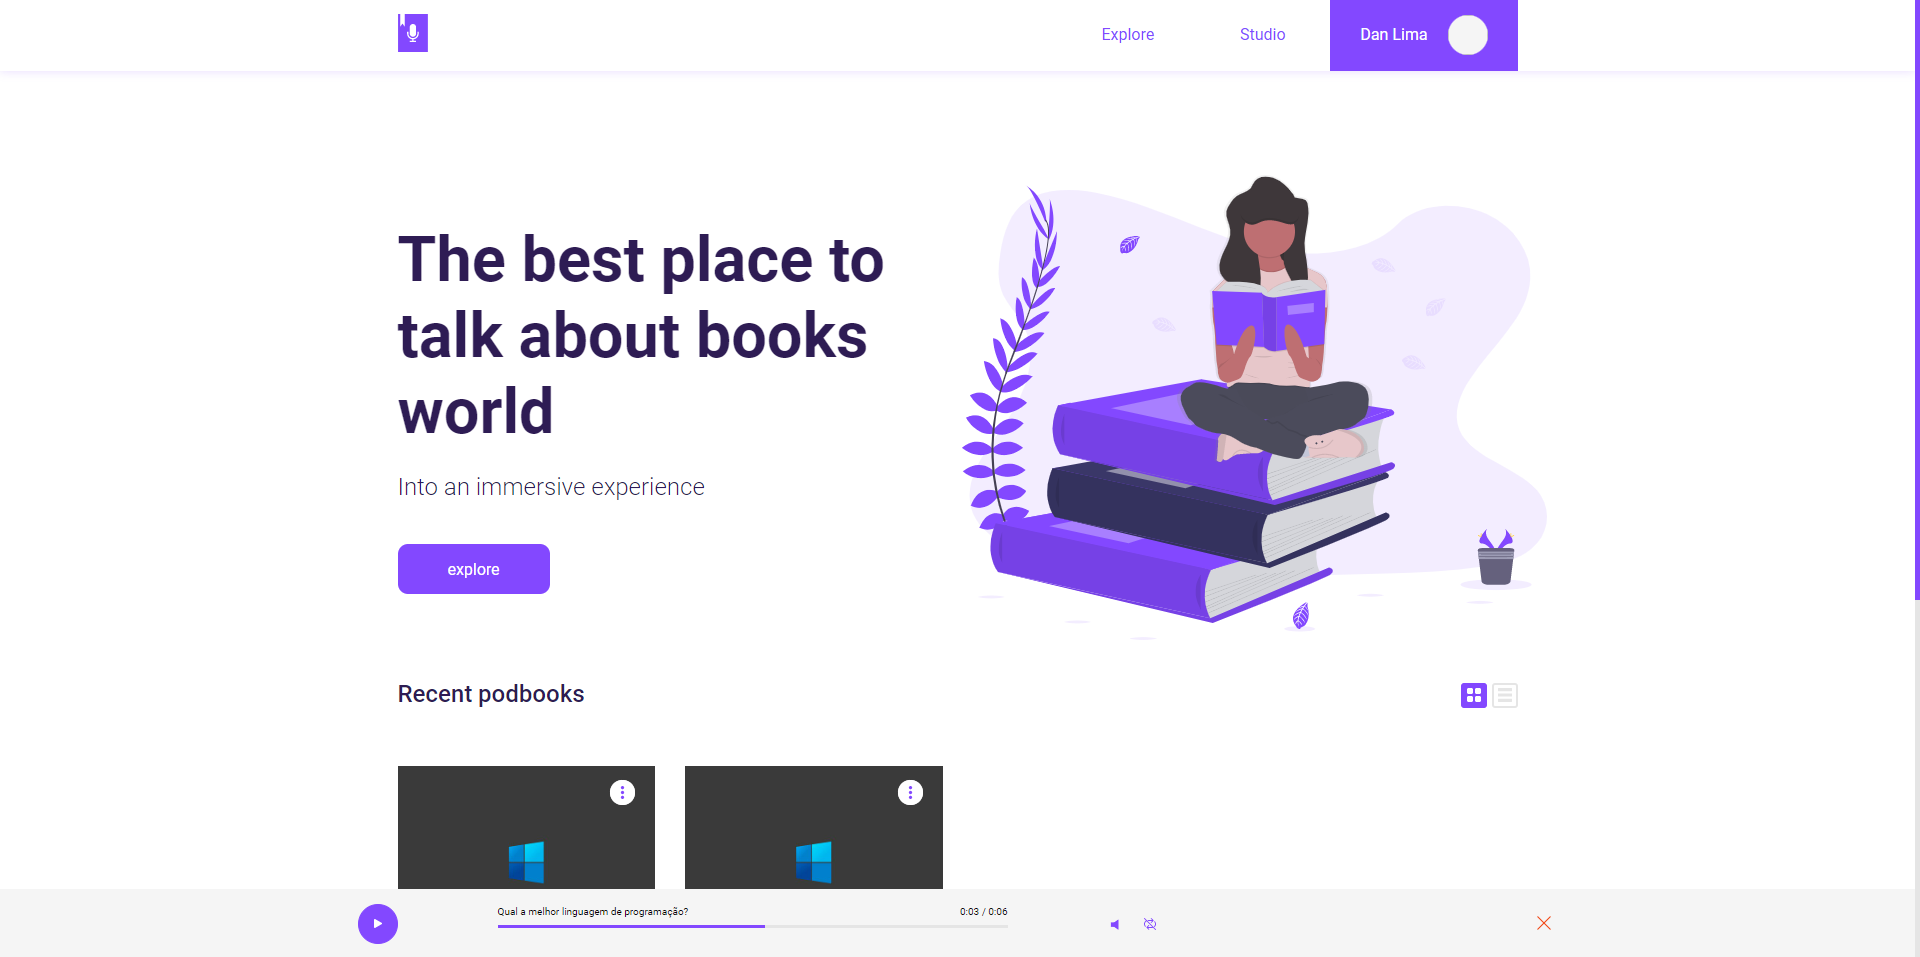 Explore
Studio
Dan Lima
The best place to
talk about books
world
Into an immersive experience
explore
Recent podbooks
Qual a melhor linguagem de programação?
0:03 / 0:06